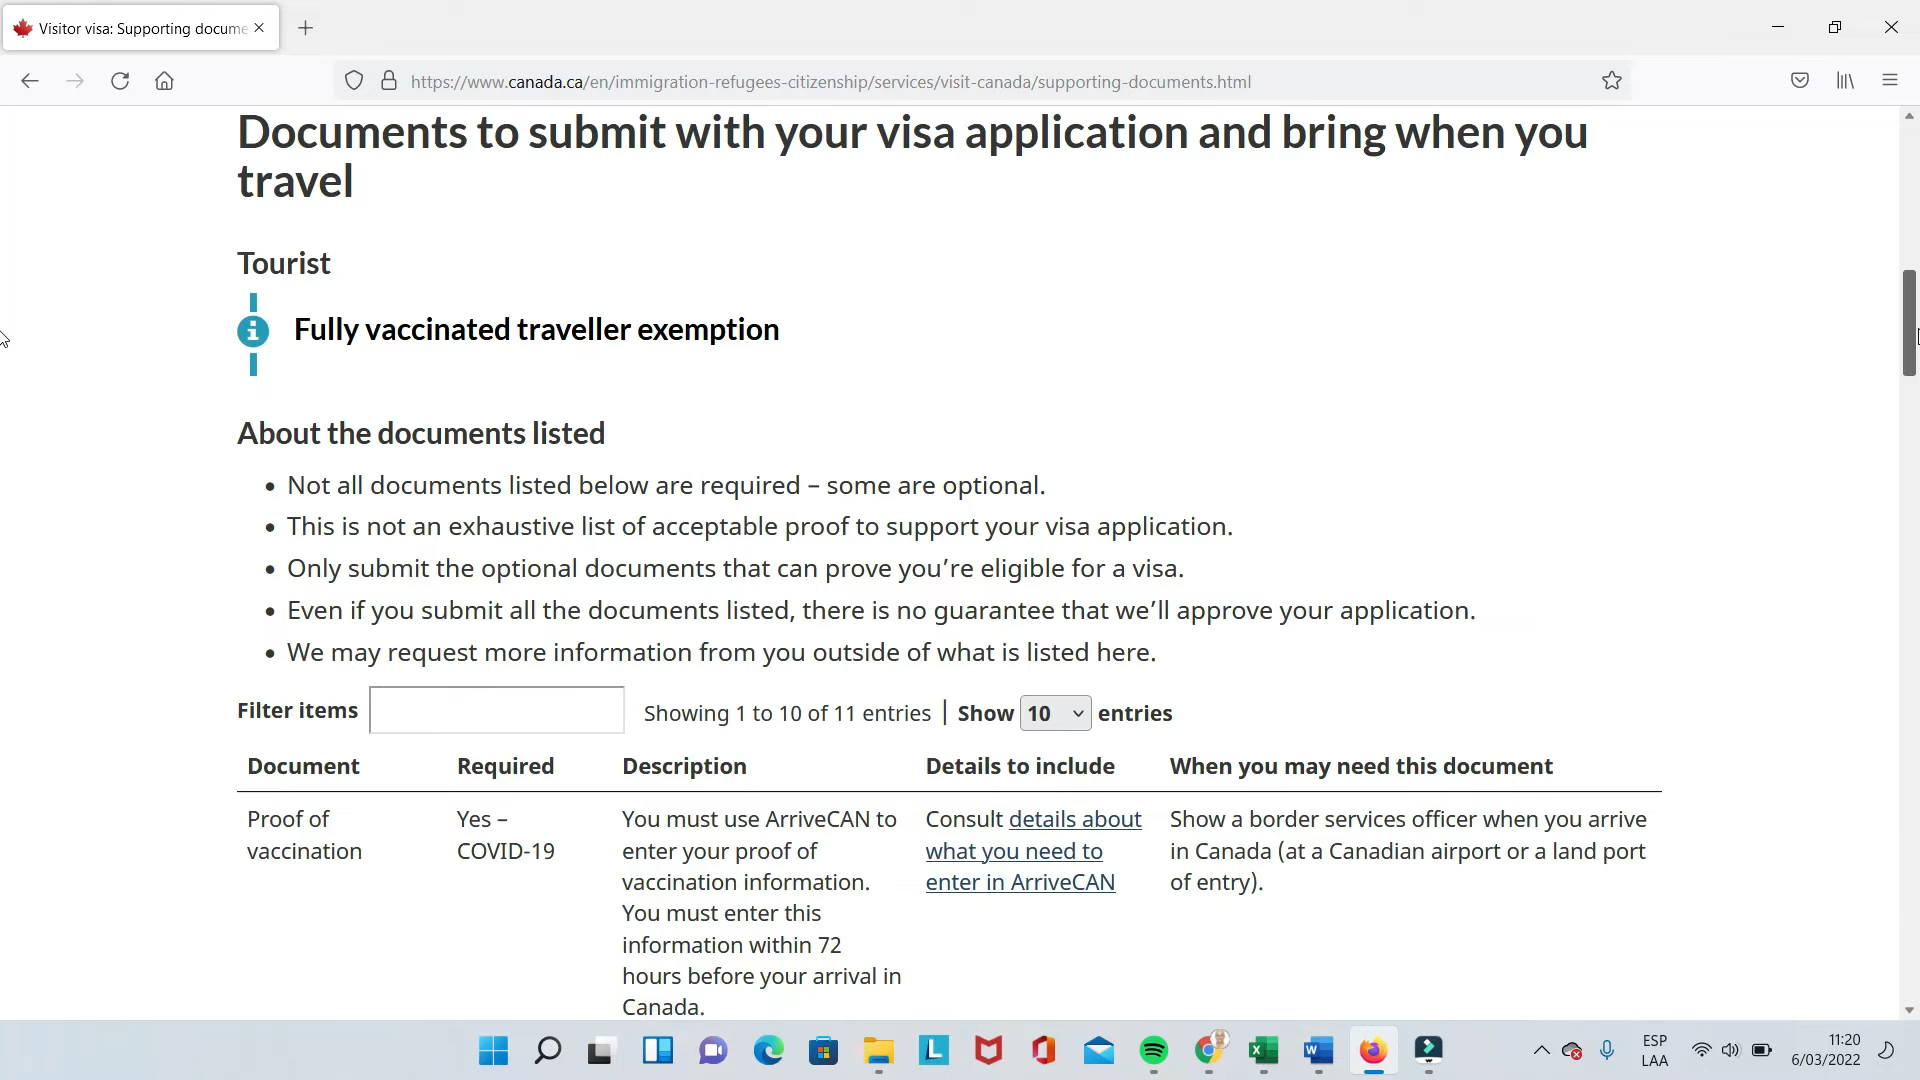 Visitor visa: Supporting docume
https://www.canada.ca/en/immigration-refugees-citizenship/services/visit-canada/supporting-documents.html
Documents to submit with your visa application and bring when you
travel
Tourist
Fully vaccinated traveller exemption
About the documents listed
• Not all documents listed below are required – some are optional.
• This is not an exhaustive list of acceptable proof to support your visa application.
• Only submit the optional documents that can prove you’re eligible for a visa.
• Even if you submit all the documents listed, there is no guarantee that we’ll approve your application.
• We may request more information from you outside of what is listed here.
Filter items Showing 1 to 10 of 11 entries | Show 10 entries
Document Required Description Details to include When you may need this document
Proof of Yes – You must use ArriveCAN to Consult details about Show a border services officer when you arrive
vaccination COVID-19 enter your proof of what you need to in Canada (at a Canadian airport or a land port
vaccination information. enter in ArriveCAN of entry).
You must enter this
information within 72
hours before your arrival in
Canada.
ESP 11:20
LAA 6/03/2022